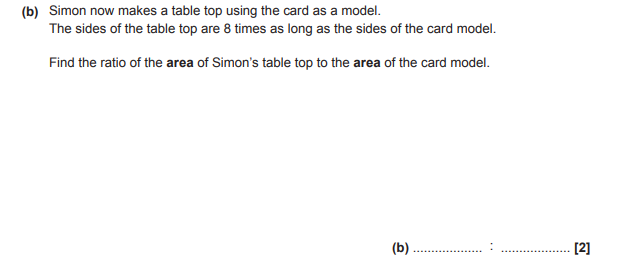 (b) Simon now makes a table top using the card as a model.
The sides of the table top are 8 times as long as the sides of the card model.
Find the ratio of the area of Simon's table top to the area of the card model.
(b) ................... : ................... [2]